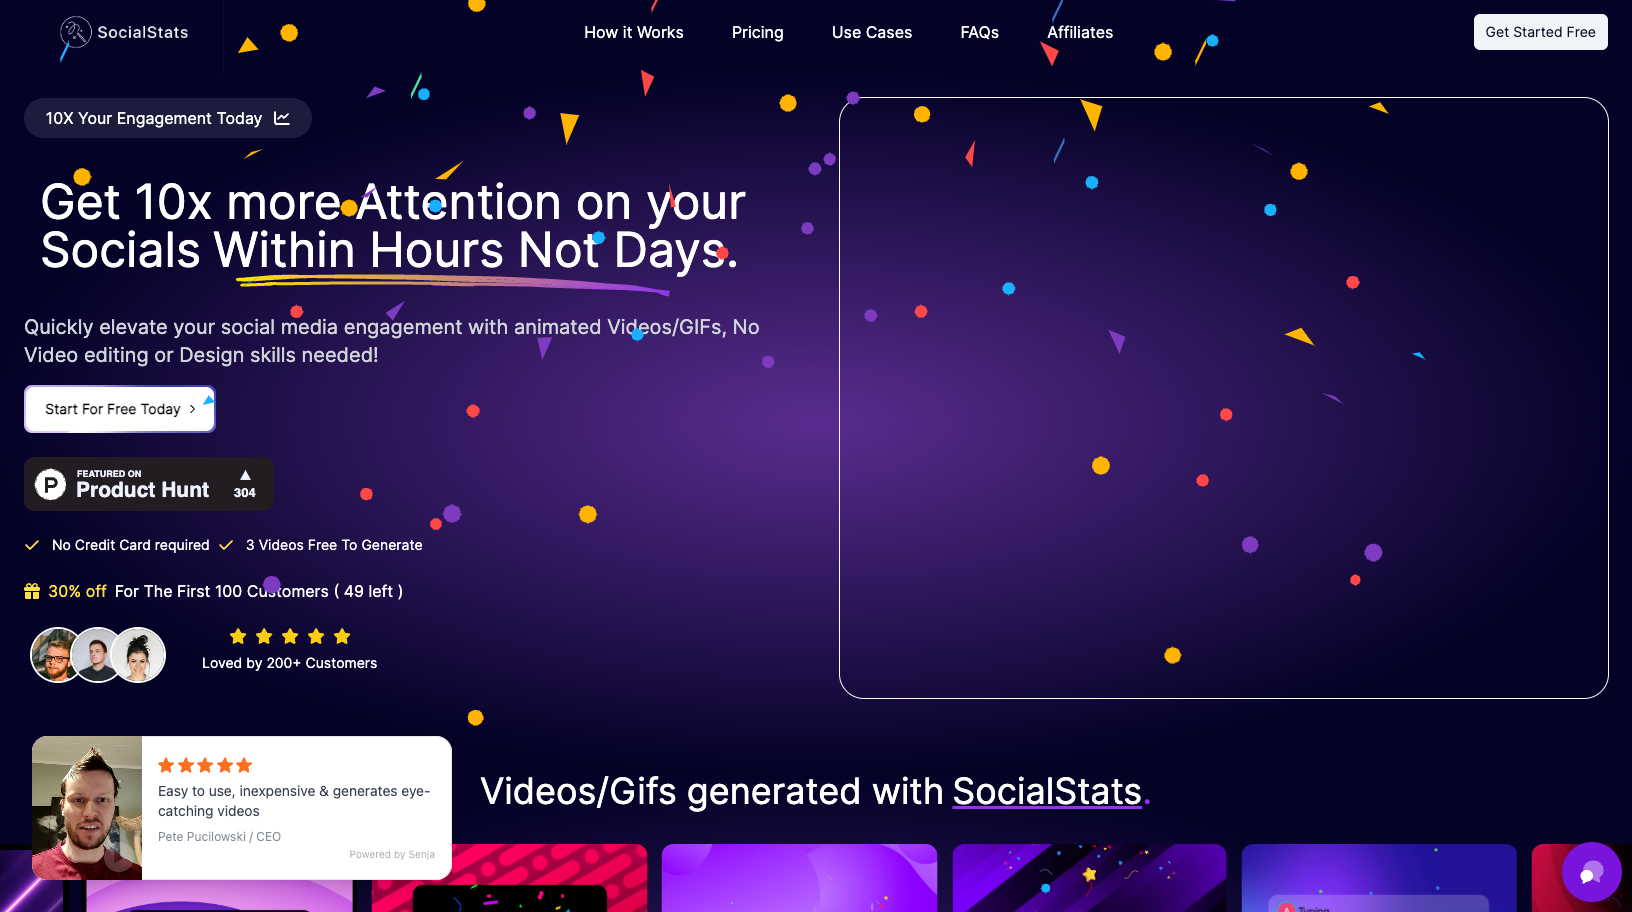 SocialStats
How it Works
Pricing
Use Cases
FAQs
Affiliates
Get Started Free
10X Your Engagement Today
Get 10x more Attention on your
Socials Within Hours Not Days.
Quickly elevate your social media engagement with animated Videos/GIFs, No
Video editing or Design skills needed!
Start For Free Today
FEATURED ON
Product Hunt
304
No Credit Card required
3 Videos Free To Generate
30% off For The First 100 Customers ( 49 left )
Loved by 200+ Customers
Easy to use, inexpensive & generates eye-
catching videos
Pete Pucilowski / CEO
Powered by Senja
Videos/Gifs generated with SocialStats.
Typing